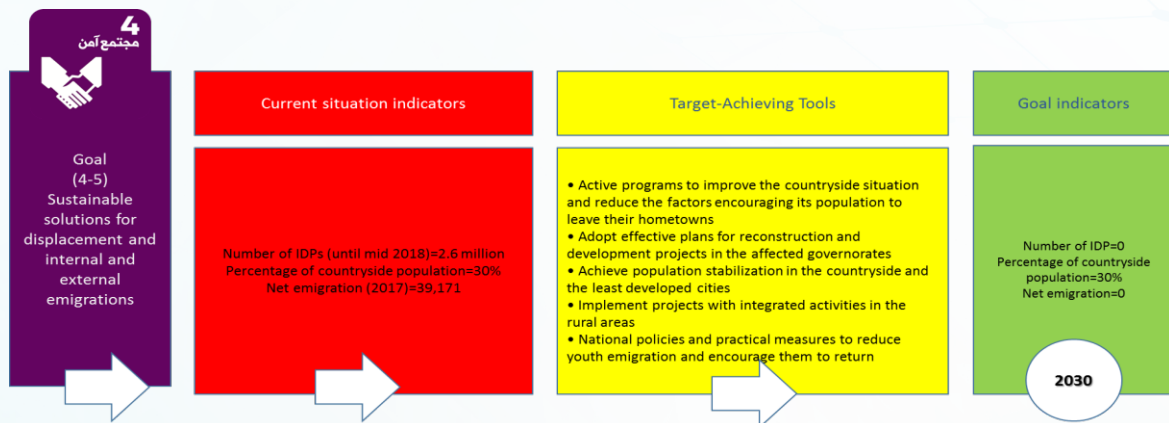 4
مجتمع آمن
Goal
(4-5)
Sustainable
solutions for
displacement and
internal and
external
emigrations
Current situation indicators
Number of IDPs (until mid 2018)=2.6 million
Percentage of countryside population=30%
Net emigration (2017)=39,171
Target-Achieving Tools
• Active programs to improve the countryside situation
and reduce the factors encouraging its population to
leave their hometowns
• Adopt effective plans for reconstruction and
development projects in the affected governorates
• Achieve population stabilization in the countryside and
the least developed cities
• Implement projects with integrated activities in the
rural areas
• National policies and practical measures to reduce
youth emigration and encourage them to return
Goal indicators
Number of IDP=0
Percentage of countryside
population=30%
Net emigration=0
2030